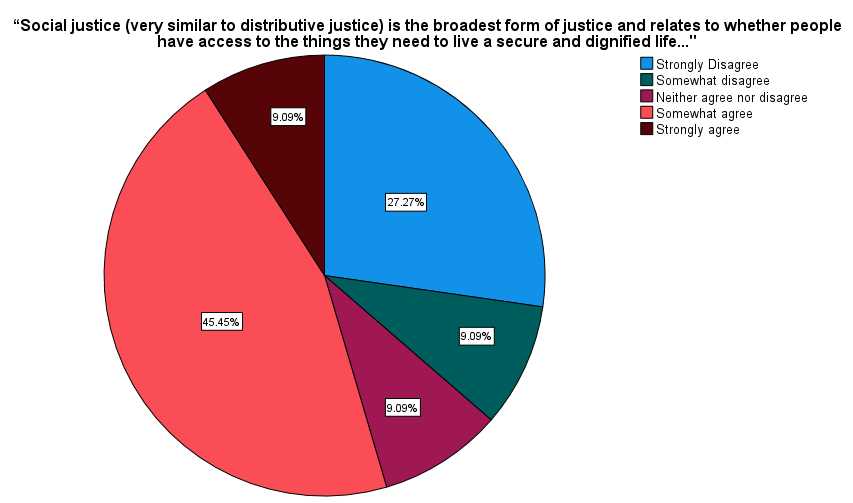 “Social justice (very similar to distributive justice) is the broadest form of justice and relates to whether people
have access to the things they need to live a secure and dignified life..."
Strongly Disagree
Somewhat disagree
Neither agree nor disagree
Somewhat agree
Strongly agree
9.09%
27.27%
45.45%
9.09%
9.09%